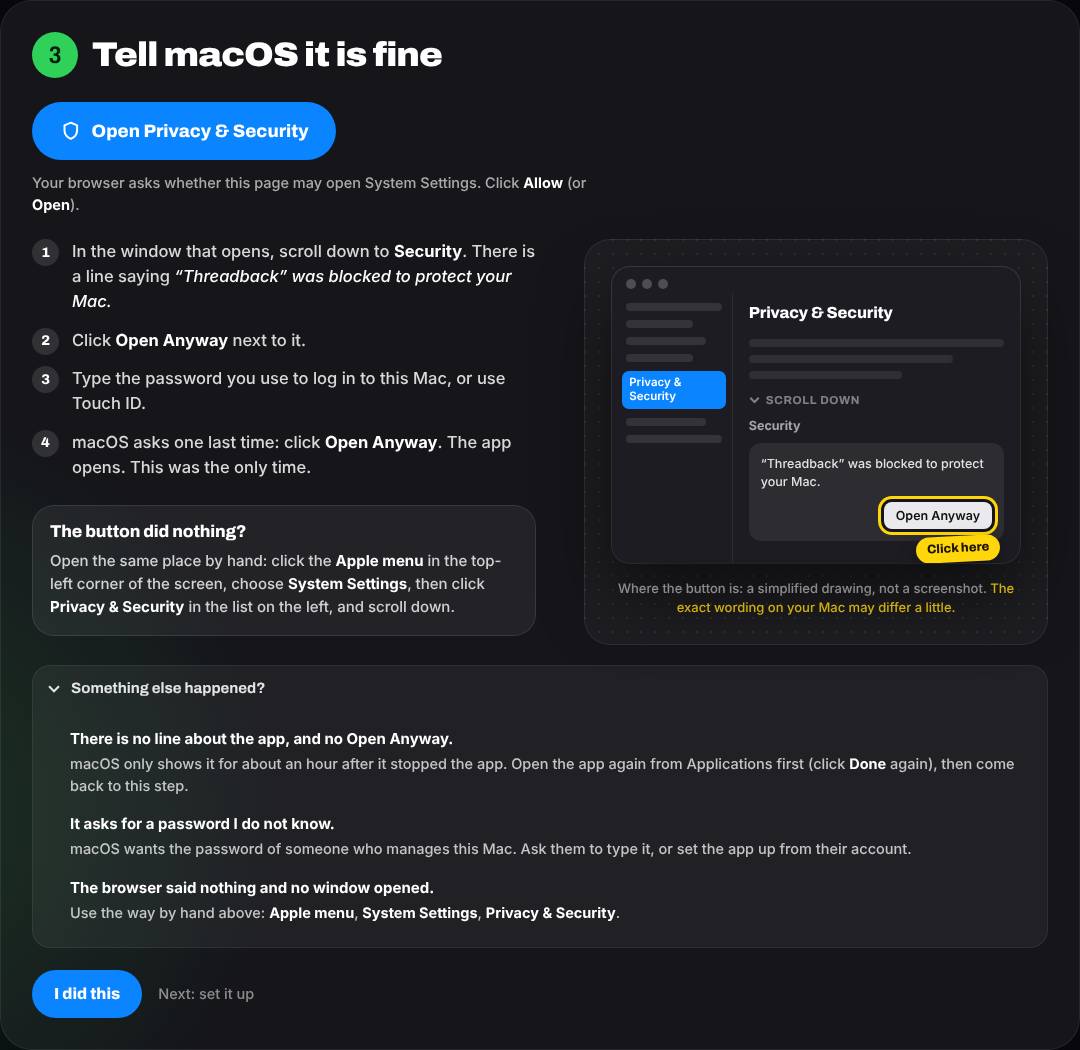 3
Tell macOS it is fine
Open Privacy & Security
Your browser asks whether this page may open System Settings. Click Allow (or
Open).
1
In the window that opens, scroll down to Security. There is
a line saying “Threadback” was blocked to protect your
Mac.
2
Click Open Anyway next to it.
3
Type the password you use to log in to this Mac, or use
Touch ID.
4
macOS asks one last time: click Open Anyway. The app
opens. This was the only time.
The button did nothing?
Open the same place by hand: click the Apple menu in the top-
left corner of the screen, choose System Settings, then click
Privacy & Security in the list on the left, and scroll down.
Privacy &
Security
Privacy & Security
SCROLL DOWN
Security
“Threadback” was blocked to protect
your Mac.
Open Anyway
Click here
Where the button is: a simplified drawing, not a screenshot. The
exact wording on your Mac may differ a little.
Something else happened?
There is no line about the app, and no Open Anyway.
macOS only shows it for about an hour after it stopped the app. Open the app again from Applications first (click Done again), then come
back to this step.
It asks for a password I do not know.
macOS wants the password of someone who manages this Mac. Ask them to type it, or set the app up from their account.
The browser said nothing and no window opened.
Use the way by hand above: Apple menu, System Settings, Privacy & Security.
I did this
Next: set it up